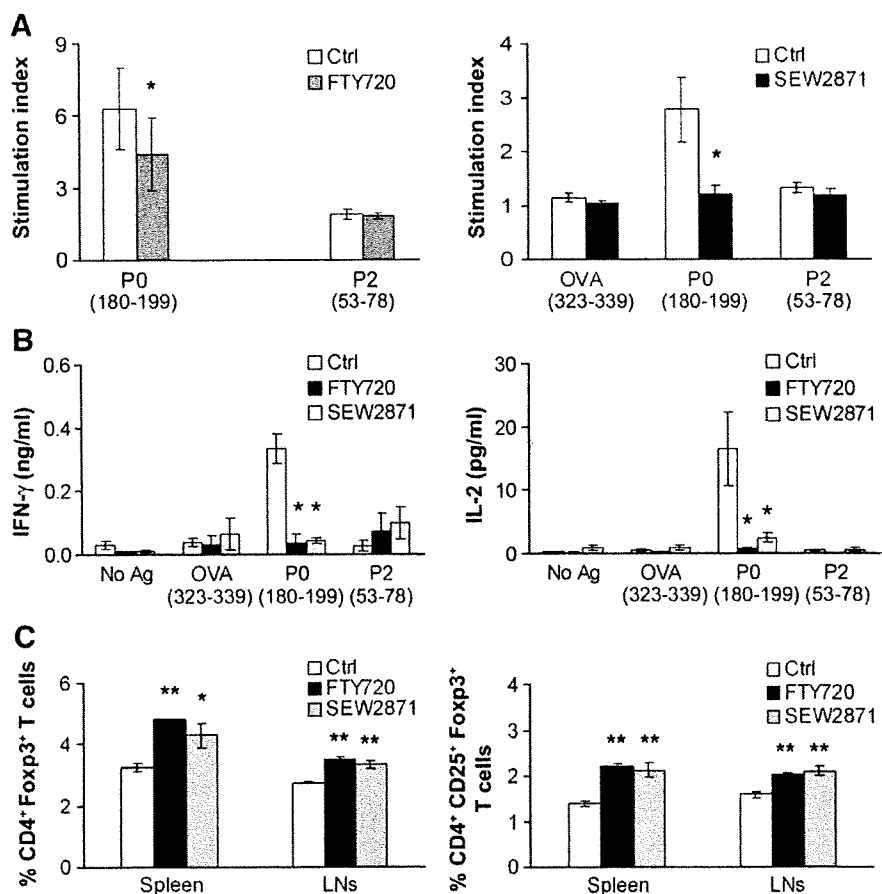 A
Stimulation index
9
6
3
0
Ctrl
FTY720
*
P0
(180-199)
P2
(53-78)
Stimulation index
4
3
2
1
0
Ctrl
SEW2871
*
OVA
(323-339)
P0
(180-199)
P2
(53-78)
B
IFN-γ (ng/ml)
0.6
0.4
0.2
0.0
Ctrl
FTY720
SEW2871
* *
No Ag
OVA
(323-339)
P0
(180-199)
P2
(53-78)
IL-2 (pg/ml)
30
20
10
0
Ctrl
FTY720
SEW2871
* *
No Ag
OVA
(323-339)
P0
(180-199)
P2
(53-78)
C
% CD4+ Foxp3+ T cells
8
6
4
2
0
Ctrl
FTY720
SEW2871
** *
** **
Spleen
LNs
% CD4+ CD25+ Foxp3+
T cells
4
3
2
1
0
Ctrl
FTY720
SEW2871
** **
** **
Spleen
LNs